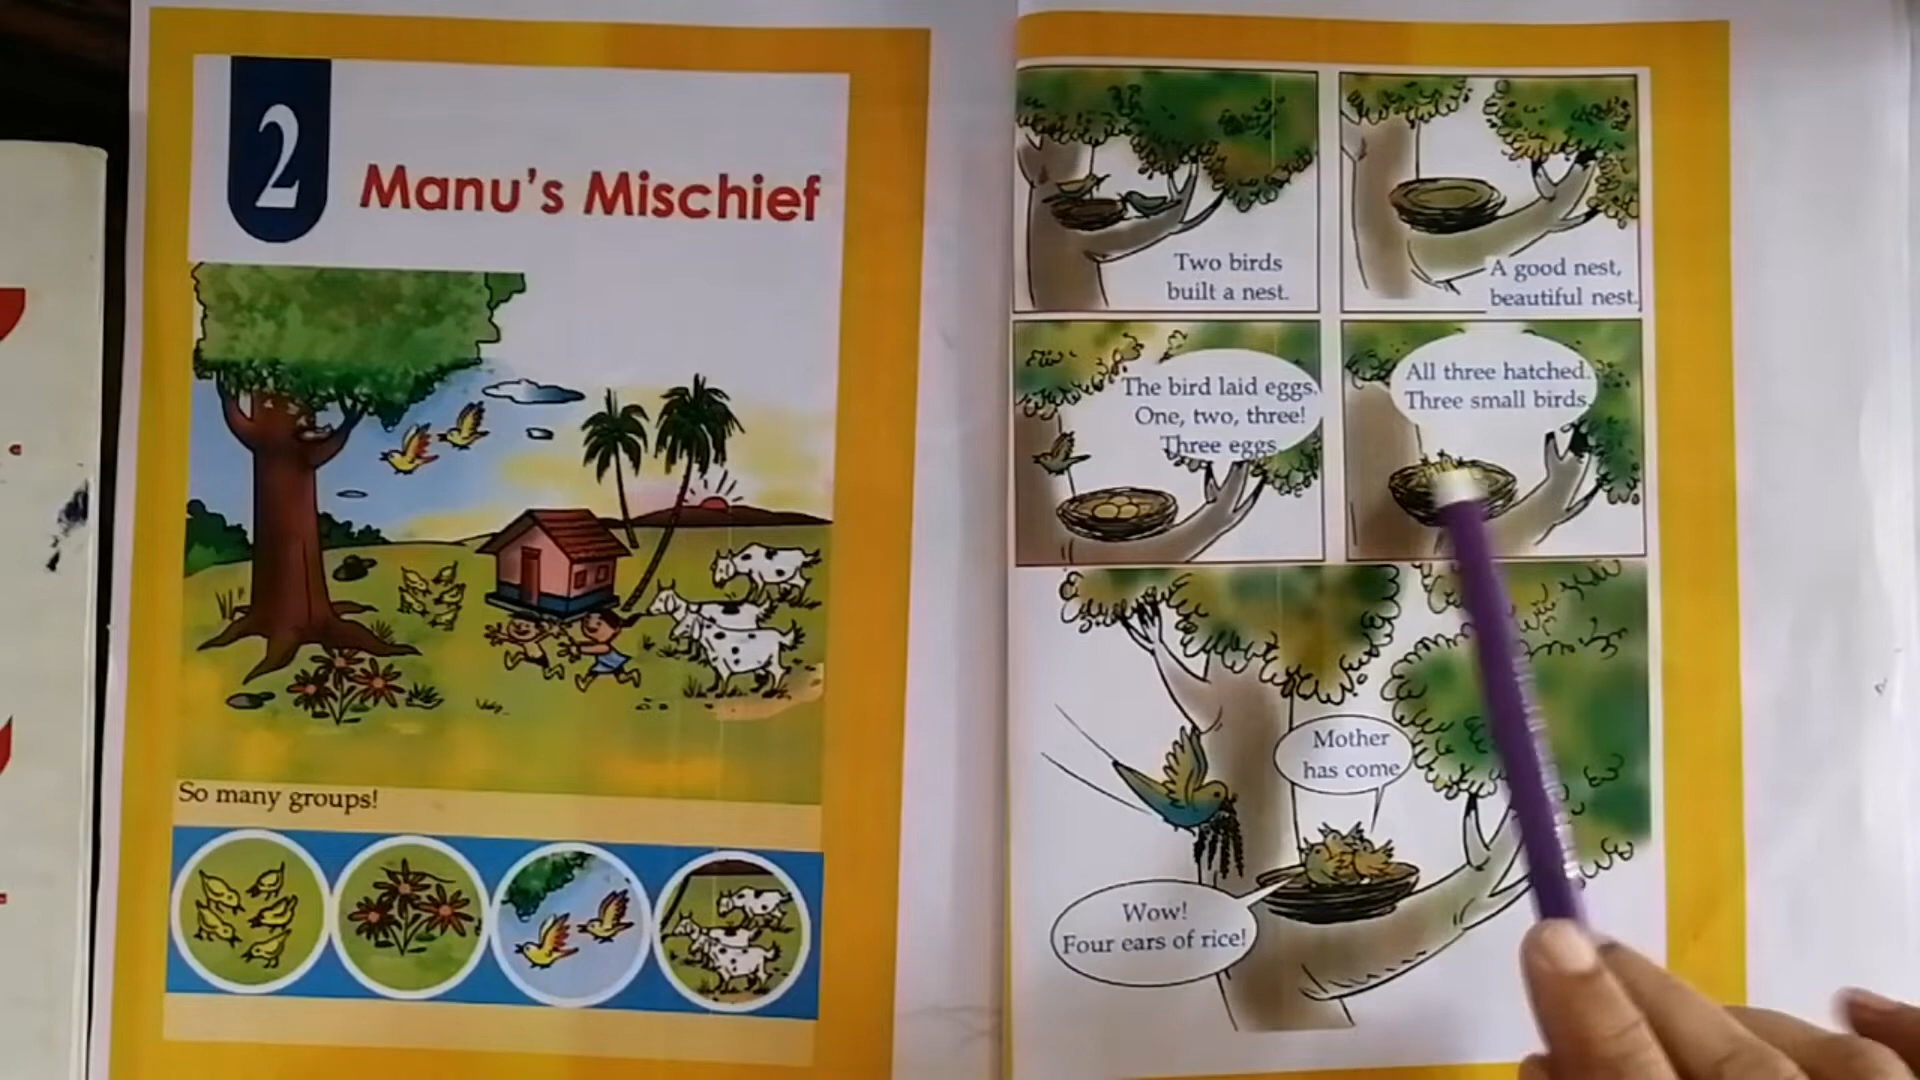 2
Manu's Mischief
So many groups!
Two birds
built a nest.
A good nest,
beautiful nest.
The bird laid eggs.
One, two, three!
Three eggs.
All three hatched.
Three small birds.
Mother
has come
Wow!
Four ears of rice!